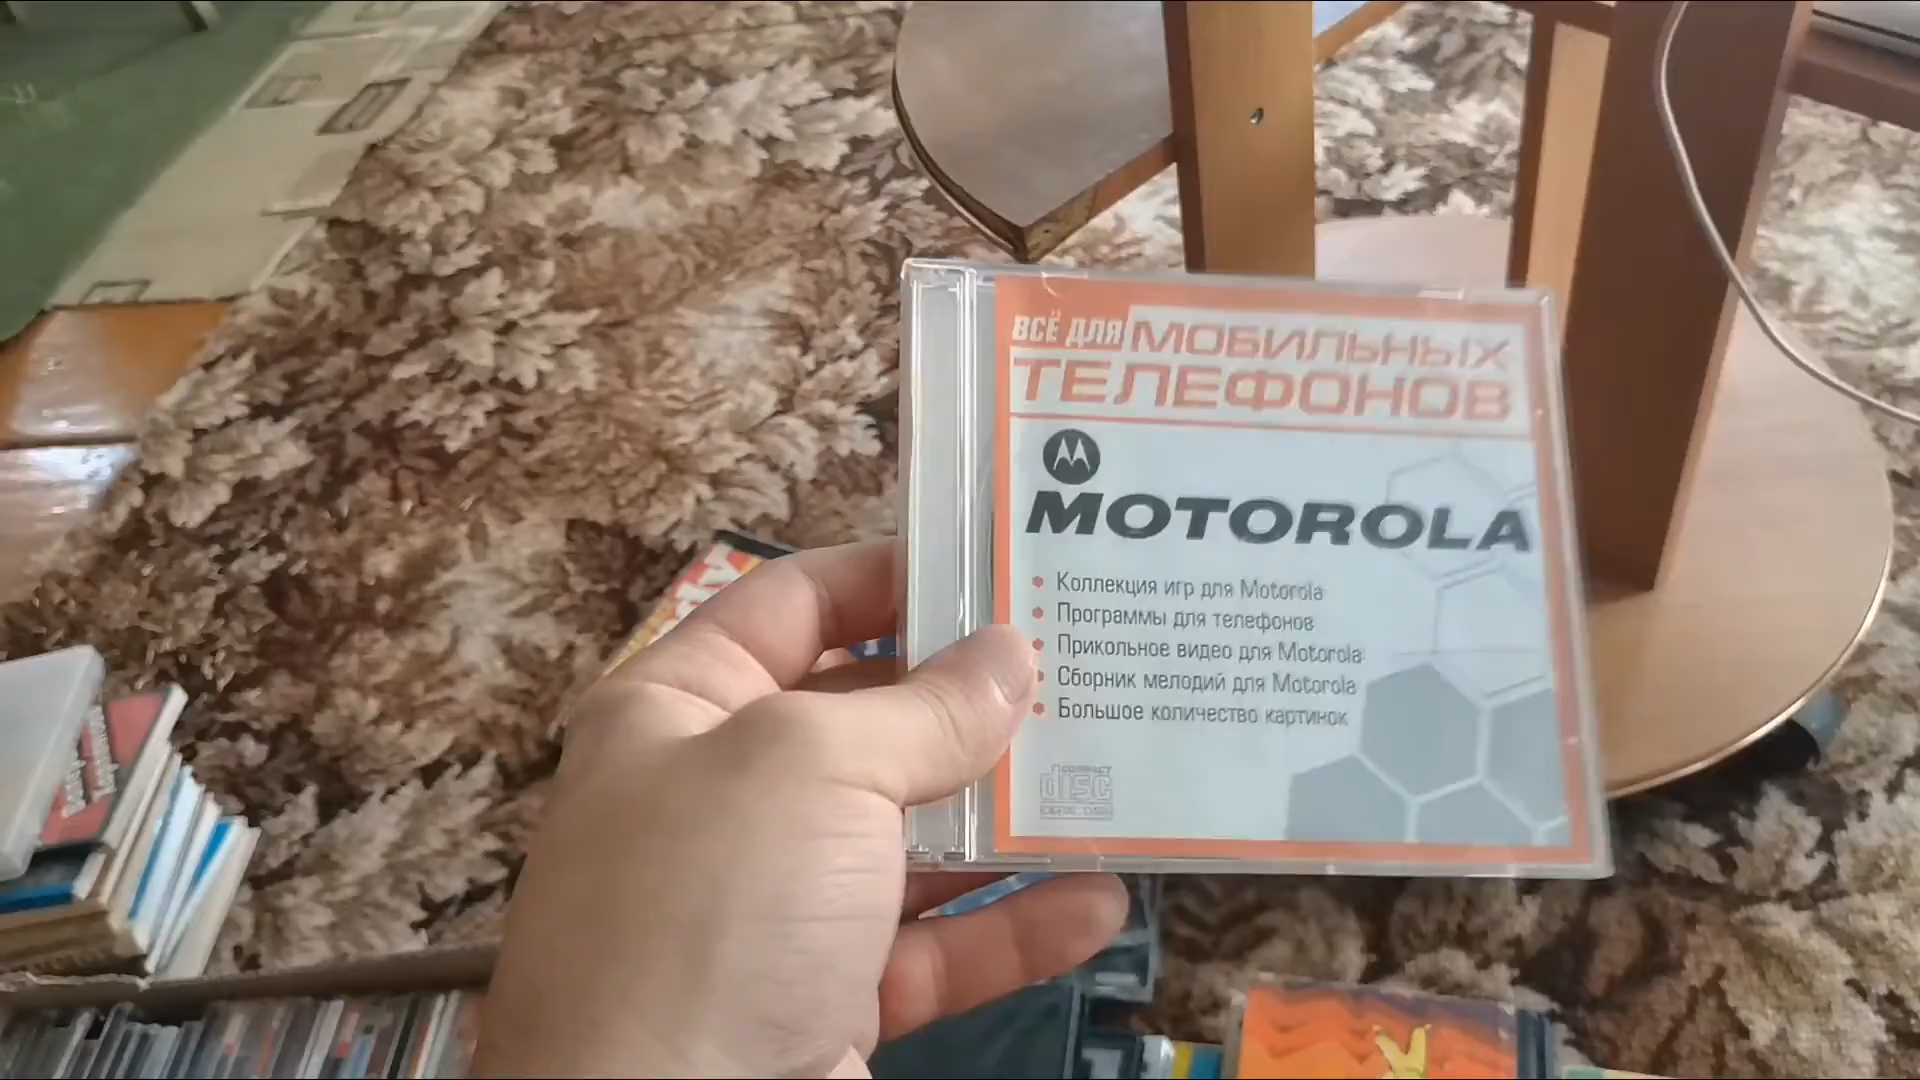 ВСЁ ДЛЯ МОБИЛЬНЫХ
ТЕЛЕФОНОВ
MOTOROLA
Коллекция игр для Motorola
Программы для телефонов
Прикольное видео для Motorola
Сборник мелодий для Motorola
Большое количество картинок
COMPACT
disc